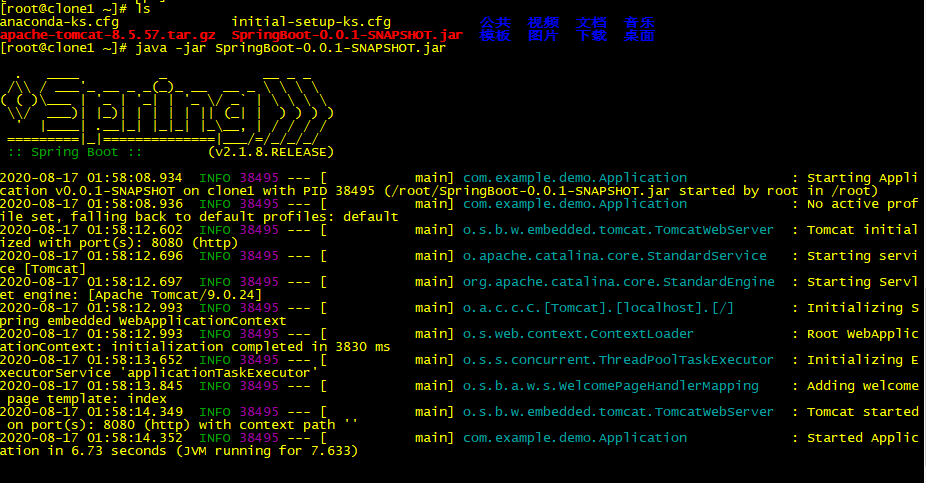 [root@clone1 ~]# ls
anaconda-ks.cfg               initial-setup-ks.cfg            公共  视频  文档  音乐
apache-tomcat-8.5.57.tar.gz  SpringBoot-0.0.1-SNAPSHOT.jar  模板  图片  下载  桌面
[root@clone1 ~]# java -jar SpringBoot-0.0.1-SNAPSHOT.jar
  .   ____          _            __ _ _
 /\\ / ___'_ __ _ _(_)_ __  __ _ \ \ \ \
( ( )\___ | '_ | '_| | '_ \/ _` | \ \ \ \
 \\/  ___)| |_)| | | | | || (_| |  ) ) ) )
  '  |____| .__|_| |_|_| |_\__, | / / / /
 =========|_|==============|___/=/_/_/_/
 :: Spring Boot ::        (v2.1.8.RELEASE)
2020-08-17 01:58:08.934  INFO 38495 --- [           main] com.example.demo.Application             : Starting Appli
cation v0.0.1-SNAPSHOT on clone1 with PID 38495 (/root/SpringBoot-0.0.1-SNAPSHOT.jar started by root in /root)
2020-08-17 01:58:08.936  INFO 38495 --- [           main] com.example.demo.Application             : No active prof
ile set, falling back to default profiles: default
2020-08-17 01:58:12.602  INFO 38495 --- [           main] o.s.b.w.embedded.tomcat.TomcatWebServer  : Tomcat initial
ized with port(s): 8080 (http)
2020-08-17 01:58:12.696  INFO 38495 --- [           main] o.apache.catalina.core.StandardService   : Starting servi
ce [Tomcat]
2020-08-17 01:58:12.697  INFO 38495 --- [           main] org.apache.catalina.core.StandardEngine  : Starting Servl
et engine: [Apache Tomcat/9.0.24]
2020-08-17 01:58:12.993  INFO 38495 --- [           main] o.a.c.c.C.[Tomcat].[localhost].[/]       : Initializing S
pring embedded WebApplicationContext
2020-08-17 01:58:12.993  INFO 38495 --- [           main] o.s.web.context.ContextLoader            : Root WebApplic
ationContext: initialization completed in 3830 ms
2020-08-17 01:58:13.652  INFO 38495 --- [           main] o.s.s.concurrent.ThreadPoolTaskExecutor  : Initializing E
xecutorService 'applicationTaskExecutor'
2020-08-17 01:58:13.845  INFO 38495 --- [           main] o.s.b.a.w.s.WelcomePageHandlerMapping    : Adding welcome
 page template: index
2020-08-17 01:58:14.349  INFO 38495 --- [           main] o.s.b.w.embedded.tomcat.TomcatWebServer  : Tomcat started
 on port(s): 8080 (http) with context path ''
2020-08-17 01:58:14.352  INFO 38495 --- [           main] com.example.demo.Application             : Started Applic
ation in 6.73 seconds (JVM running for 7.633)